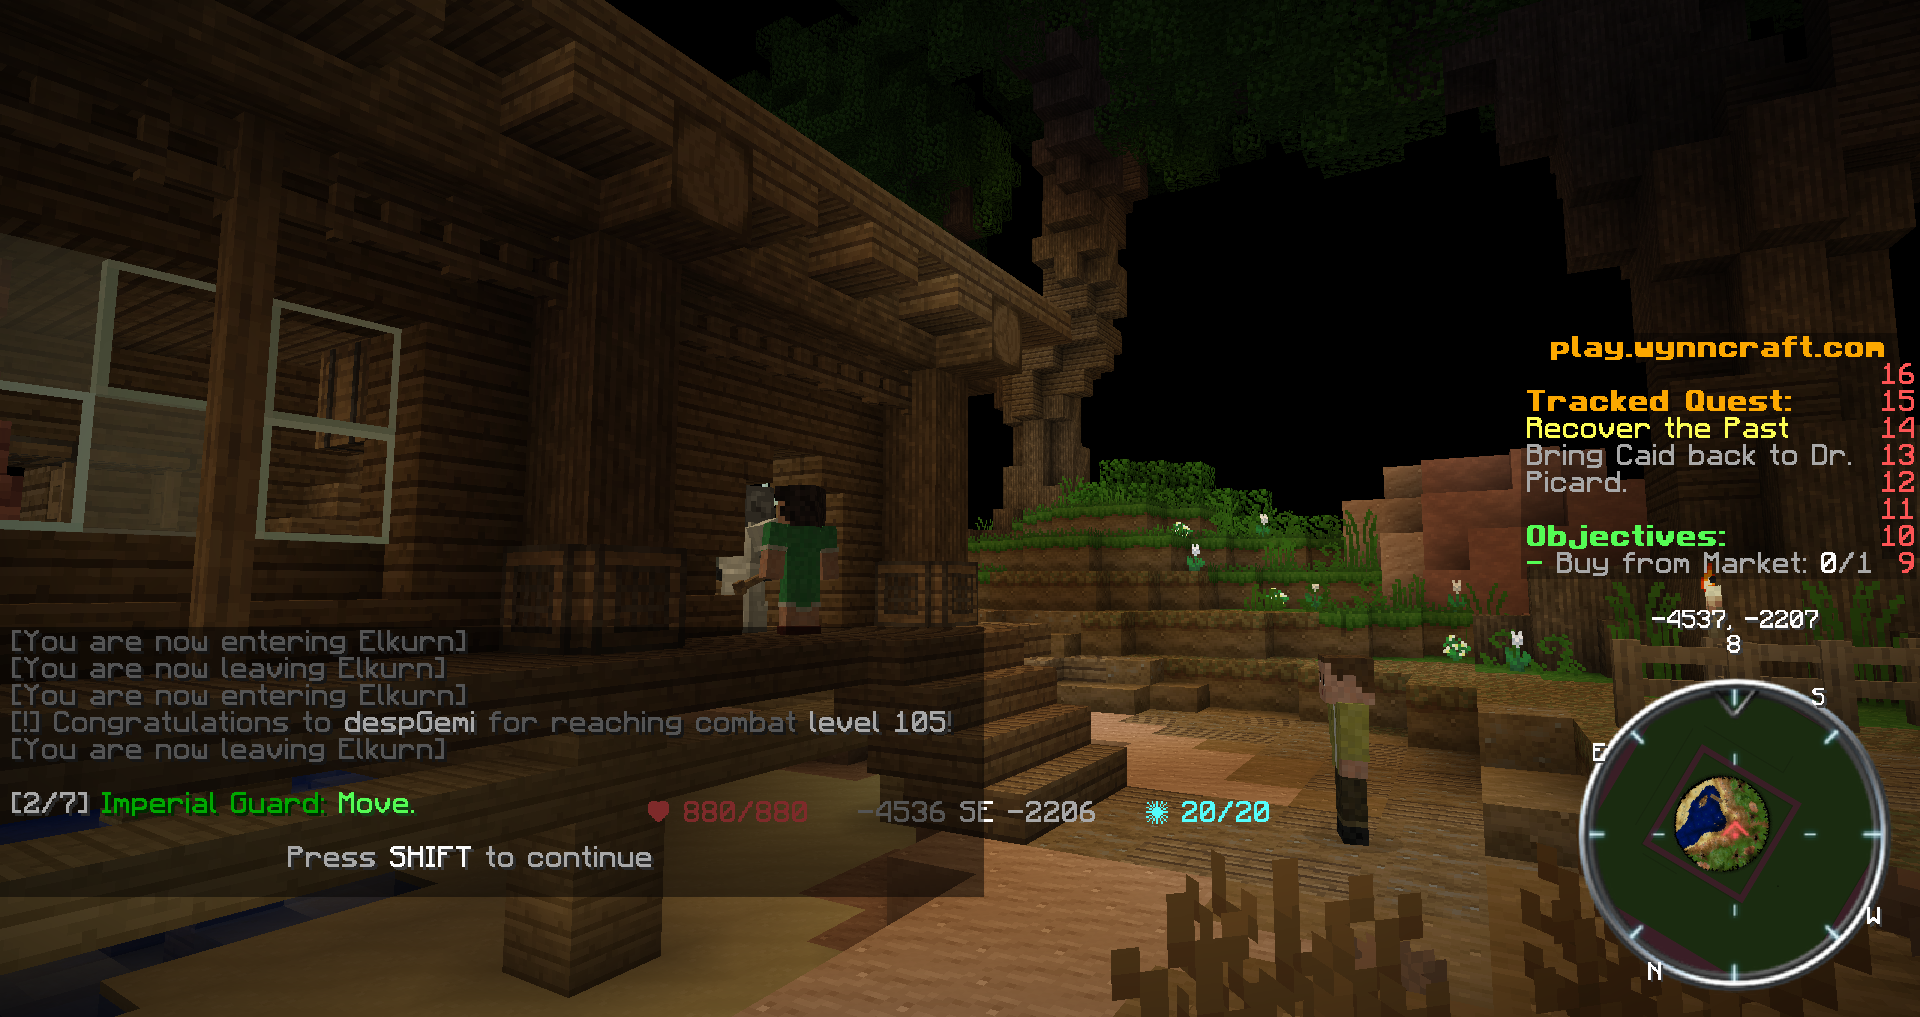 play.wynncraft.com
16
Tracked Quest: 15
Recover the Past 14
Bring Caid back to Dr. 13
Picard. 12
11
Objectives: 10
- Buy from Market: 0/1 9
-4537, -2207
8
S
E
W
N
[You are now entering Elkurn]
[You are now leaving Elkurn]
[You are now entering Elkurn]
[!] Congratulations to despGemi for reaching combat level 105!
[You are now leaving Elkurn]
[2/7] Imperial Guard: Move.
880/880 -4536 SE -2206 20/20
Press SHIFT to continue